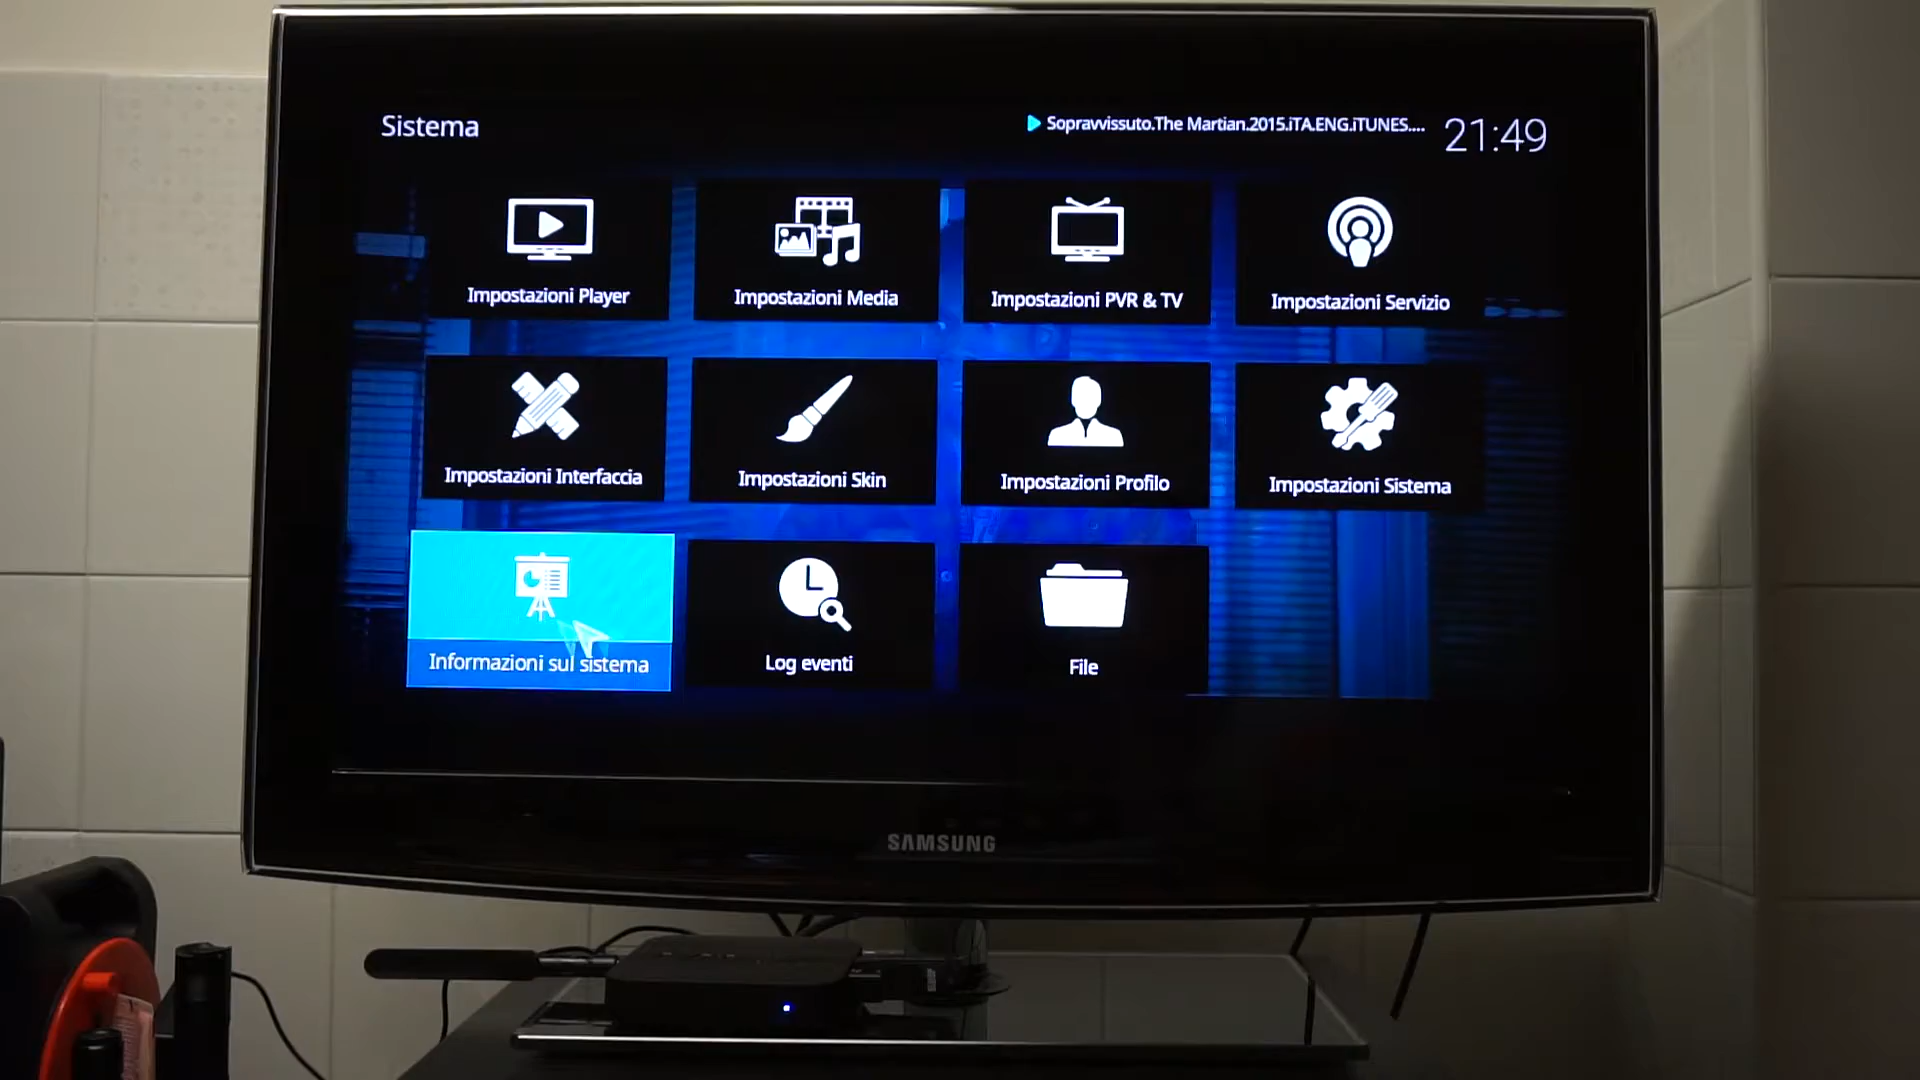 Sistema
Sopravvissuto.The Martian.2015.iTA.ENG.iTUNES....
21:49
Impostazioni Player
Impostazioni Media
Impostazioni PVR & TV
Impostazioni Servizio
Impostazioni Interfaccia
Impostazioni Skin
Impostazioni Profilo
Impostazioni Sistema
Informazioni sul sistema
Log eventi
File
SAMSUNG